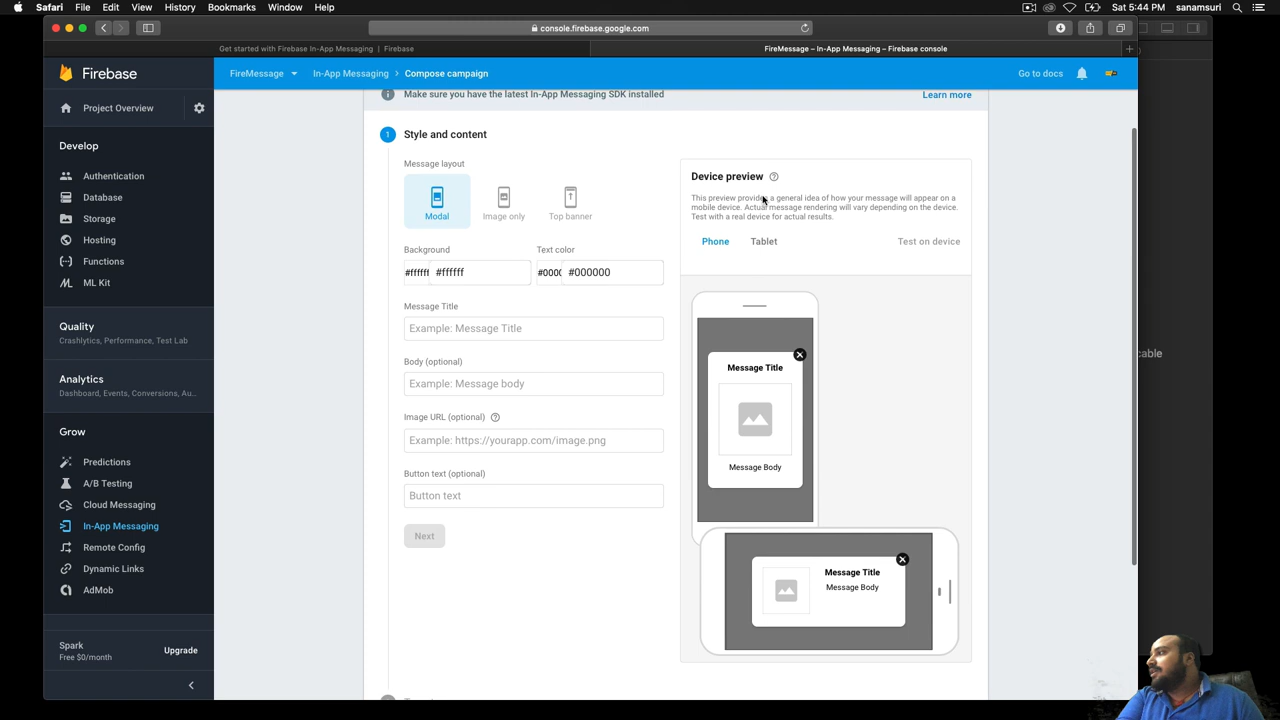 Safari File Edit View History Bookmarks Window Help Sat 5:44 PM sanamsuri
console.firebase.google.com
Get started with Firebase In-App Messaging | Firebase
FireMessage – In-App Messaging – Firebase console
Firebase
FireMessage
In-App Messaging > Compose campaign
Go to docs
Project Overview
Develop
Authentication
Database
Storage
Hosting
Functions
ML Kit
Quality
Crashlytics, Performance, Test Lab
Analytics
Dashboard, Events, Conversions, Au...
Grow
Predictions
A/B Testing
Cloud Messaging
In-App Messaging
Remote Config
Dynamic Links
AdMob
Spark
Free $0/month
Upgrade
Make sure you have the latest In-App Messaging SDK installed
Learn more
1 Style and content
Message layout
Modal
Image only
Top banner
Background
Text color
#ffffff #ffffff
#000000
Message Title
Example: Message Title
Body (optional)
Example: Message body
Image URL (optional)
Example: https://yourapp.com/image.png
Button text (optional)
Button text
Next
Device preview
This preview provides a general idea of how your message will appear on a
mobile device. Actual message rendering will vary depending on the device.
Test with a real device for actual results.
Phone Tablet Test on device
Message Title
Message Body
Message Title
Message Body